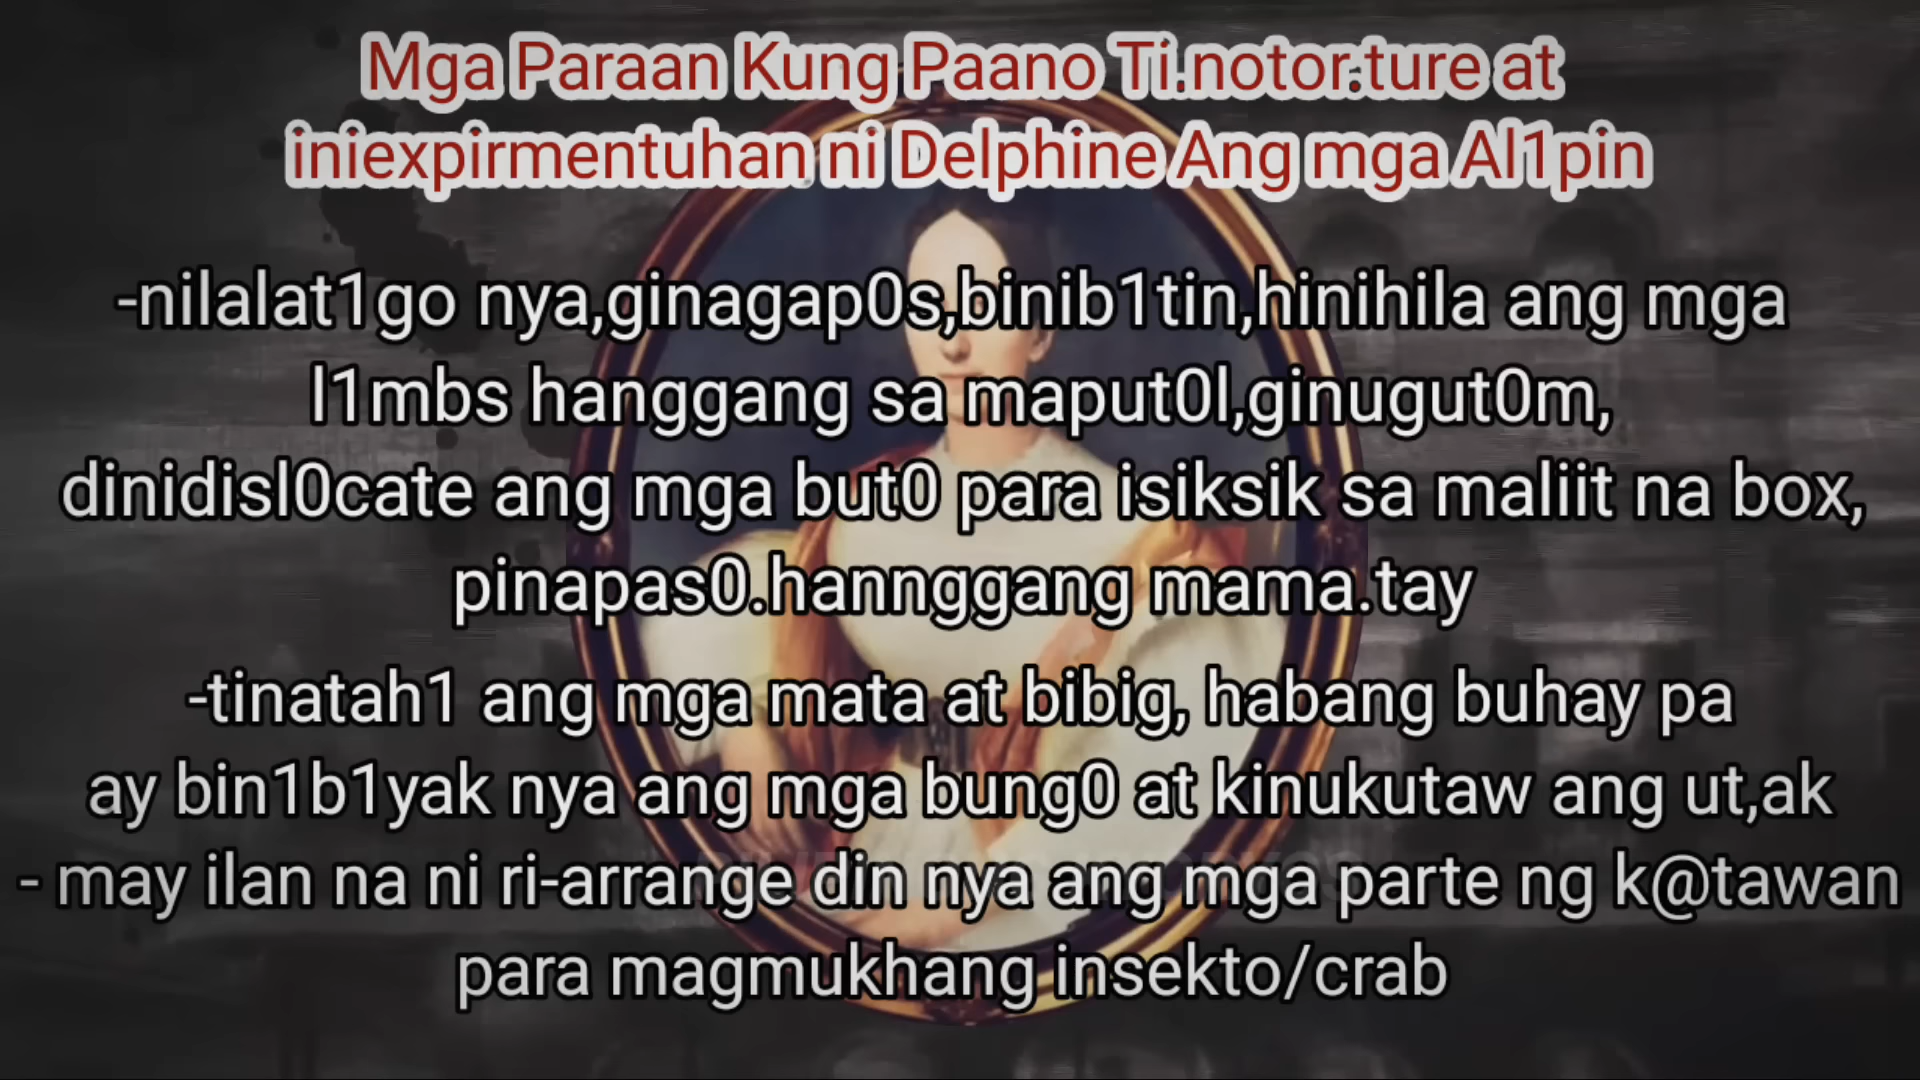 Mga Paraan Kung Paano Ti.notor.ture at
iniexpirmentuhan ni Delphine Ang mga Al1pin
-nilalat1go nya,ginagap0s,binib1tin,hinihila ang mga
l1mbs hanggang sa maput0l,ginugut0m,
dinidisl0cate ang mga but0 para isiksik sa maliit na box,
pinapas0.hannggang mama.tay
-tinatah1 ang mga mata at bibig, habang buhay pa
ay bin1b1yak nya ang mga bung0 at kinukutaw ang ut,ak
- may ilan na ni ri-arrange din nya ang mga parte ng k@tawan
para magmukhang insekto/crab